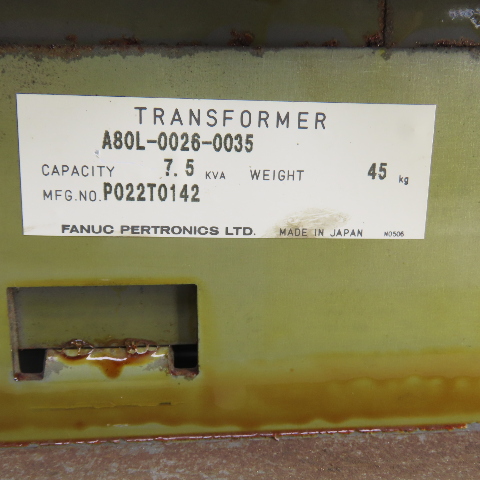 TRANSFORMER
A80L-0026-0035
CAPACITY 7.5 KVA WEIGHT 45 kg
MFG.NO. P022T0142
FANUC PERTRONICS LTD. MADE IN JAPAN N0506